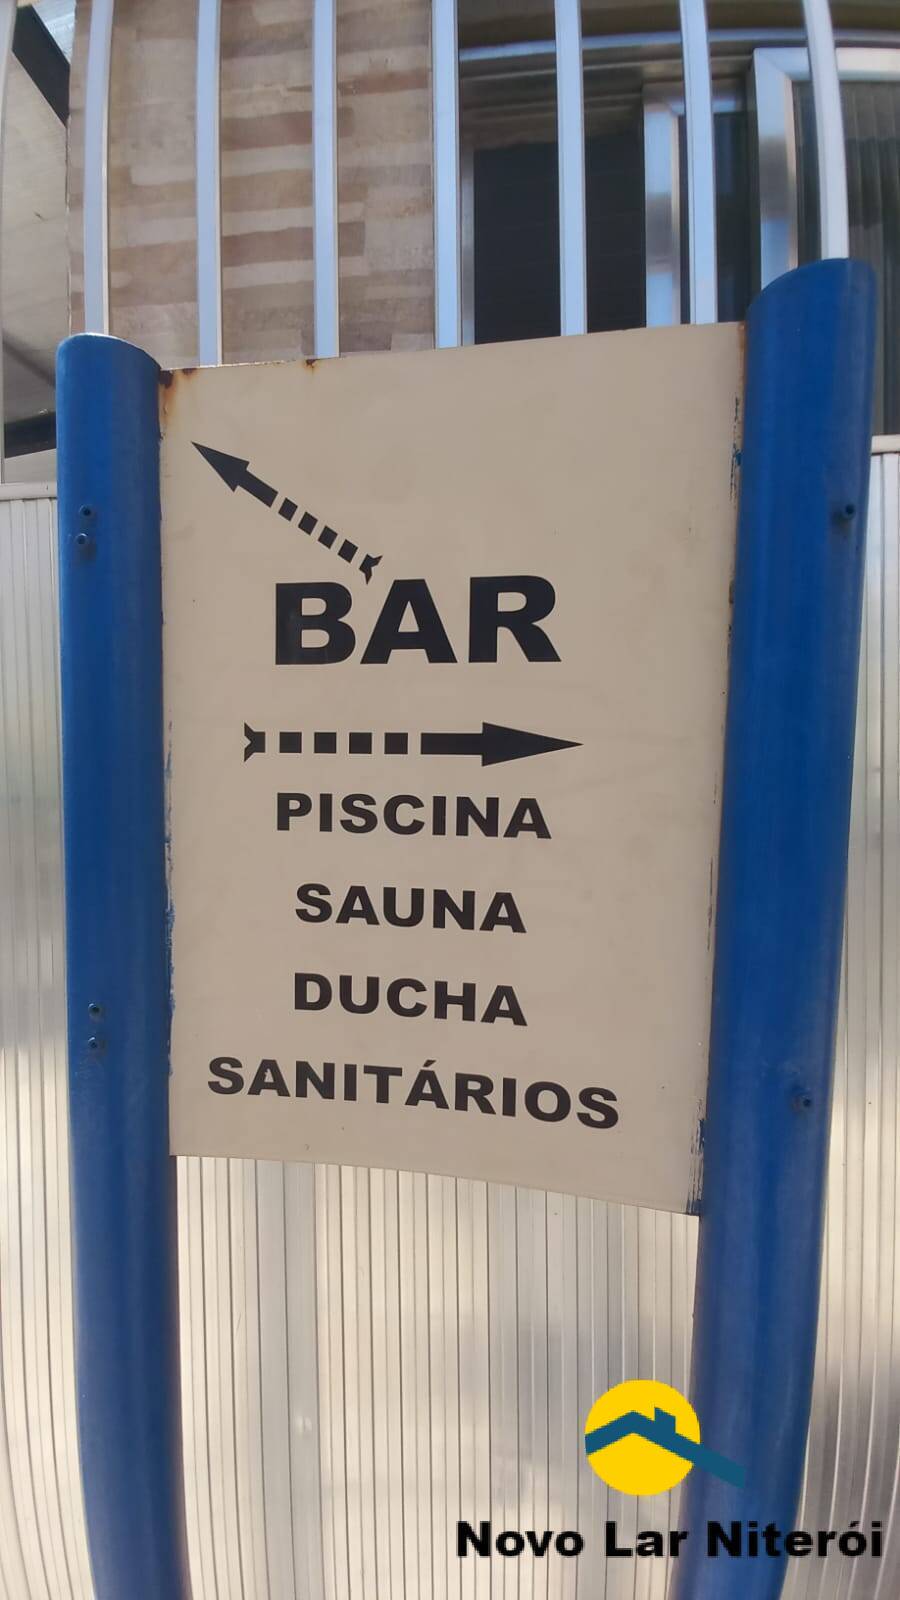 BAR
PISCINA
SAUNA
DUCHA
SANITÁRIOS
Novo Lar Niterói